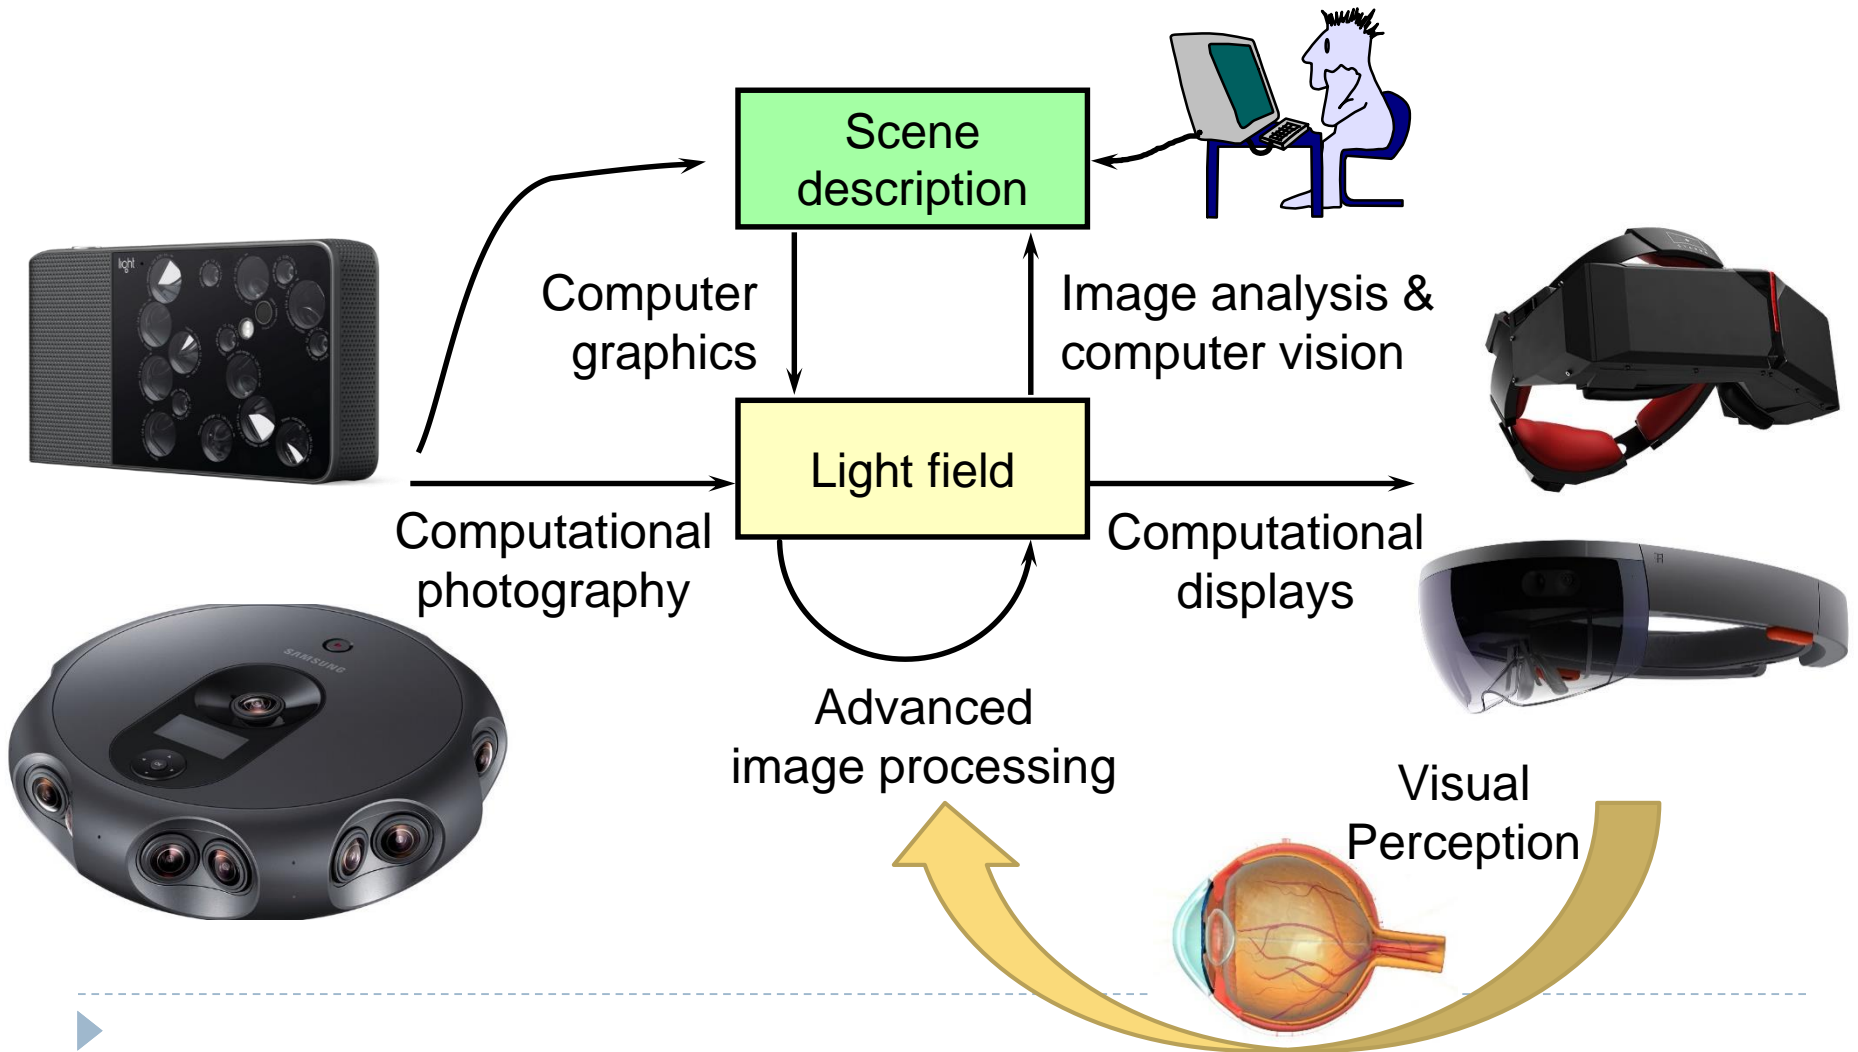 Scene
description
Computer
graphics
Image analysis &
computer vision
light
Light field
Computational
photography
Computational
displays
SAMSUNG
Advanced
image processing
Visual
Perception